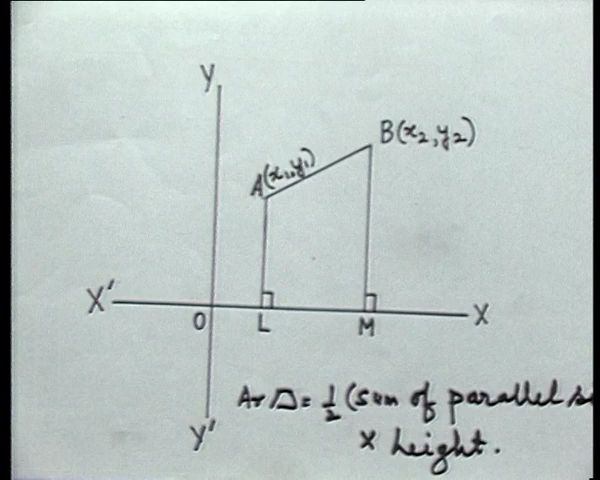 Y
B(x₂,y₂)
A(x₁,y₁)
X'
X
O
L
M
Ar ⏢ = 1/2 (sum of parallel
× height.
Y'